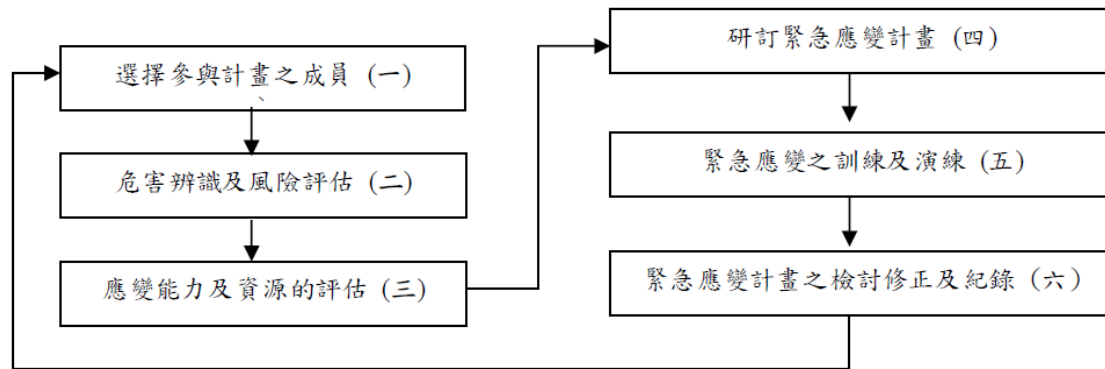 選擇參與計畫之成員 (一)
、
危害辨識及風險評估 (二)
應變能力及資源的評估 (三)
研訂緊急應變計畫 (四)
緊急應變之訓練及演練 (五)
緊急應變計畫之檢討修正及紀錄 (六)